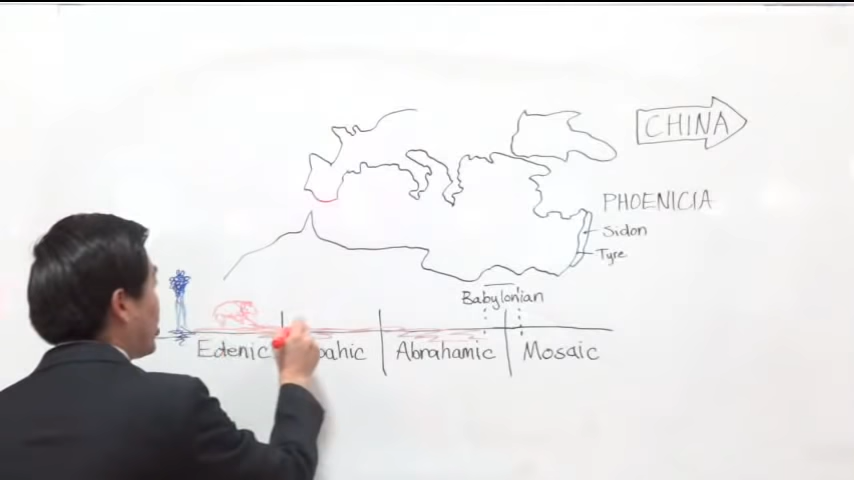 CHINA
PHOENICIA
Sidon
Tyre
Babylonian
Edenic
Abrahamic
Mosaic